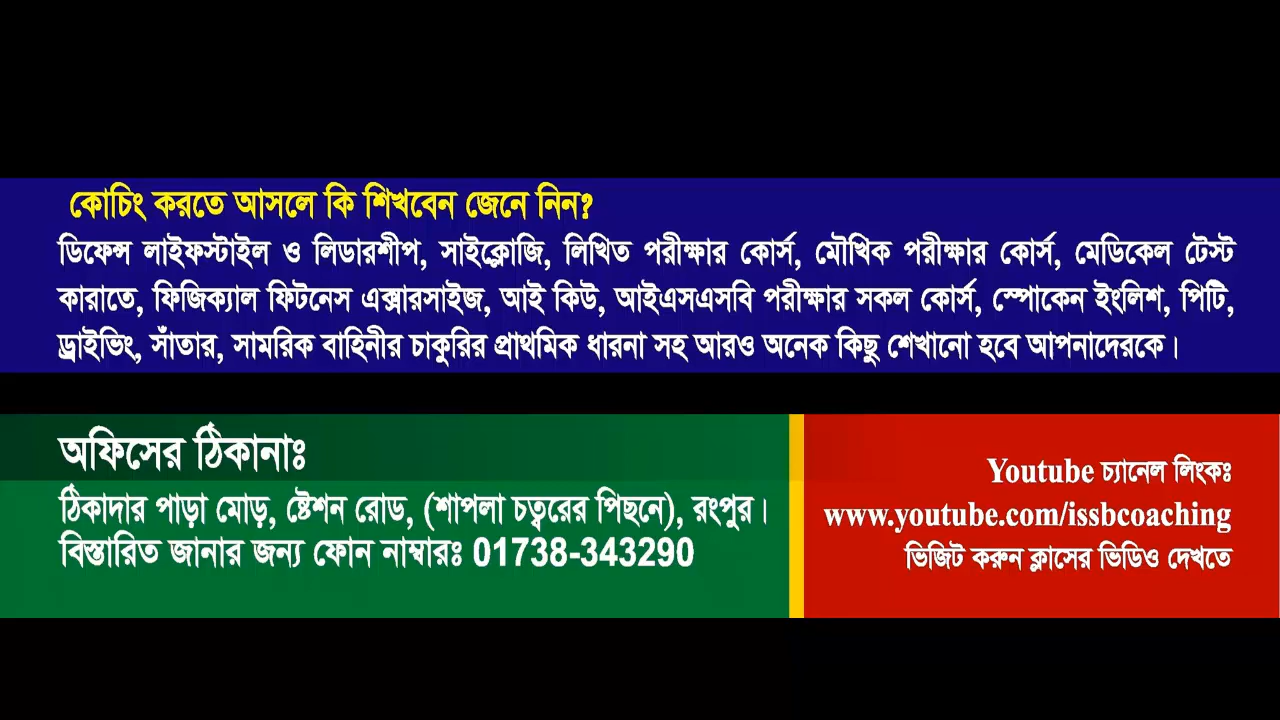 কোচিং করতে আসলে কি শিখবেন জেনে নিন?
ডিফেন্স লাইফস্টাইল ও লিডারশীপ, সাইক্লোজি, লিখিত পরীক্ষার কোর্স, মৌখিক পরীক্ষার কোর্স, মেডিকেল টেস্ট
কারাতে, ফিজিক্যাল ফিটনেস এক্সারসাইজ, আই কিউ, আইএসএসবি পরীক্ষার সকল কোর্স, স্পোকেন ইংলিশ, পিটি,
ড্রাইভিং, সাঁতার, সামরিক বাহিনীর চাকুরির প্রাথমিক ধারনা সহ আরও অনেক কিছু শেখানো হবে আপনাদেরকে।
অফিসের ঠিকানাঃ
ঠিকাদার পাড়া মোড়, ষ্টেশন রোড, (শাপলা চত্বরের পিছনে), রংপুর।
বিস্তারিত জানার জন্য ফোন নাম্বারঃ 01738-343290
Youtube চ্যানেল লিংকঃ
www.youtube.com/issbcoaching
ভিজিট করুন ক্লাসের ভিডিও দেখতে